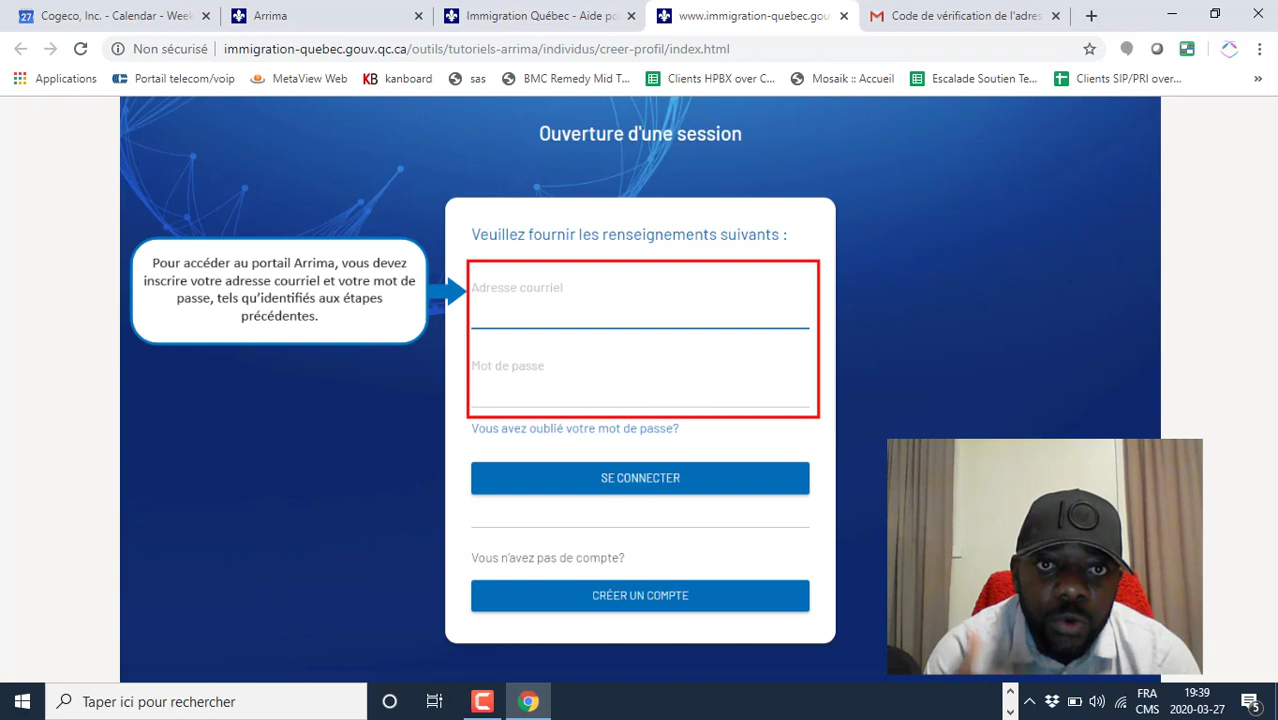 Cogeco, Inc. - Calendar - Week
Arrima
Immigration Québec - Aide po
www.immigration-quebec.gou
Code de vérification de l'adres
Non sécurisé
immigration-quebec.gouv.qc.ca/outils/tutoriels-arrima/individus/creer-profil/index.html
Applications
Portail telecom/voip
MetaView Web
KB kanboard
sas
BMC Remedy Mid T...
Clients HPBX over C...
Mosaik :: Accueil
Escalade Soutien Te...
Clients SIP/PRI over...
Ouverture d'une session
Veuillez fournir les renseignements suivants :
Pour accéder au portail Arrima, vous devez
inscrire votre adresse courriel et votre mot de
passe, tels qu'identifiés aux étapes
précédentes.
Adresse courriel
Mot de passe
Vous avez oublié votre mot de passe?
SE CONNECTER
Vous n'avez pas de compte?
CRÉER UN COMPTE
10
Taper ici pour rechercher
FRA
CMS
19:39
2020-03-27
5